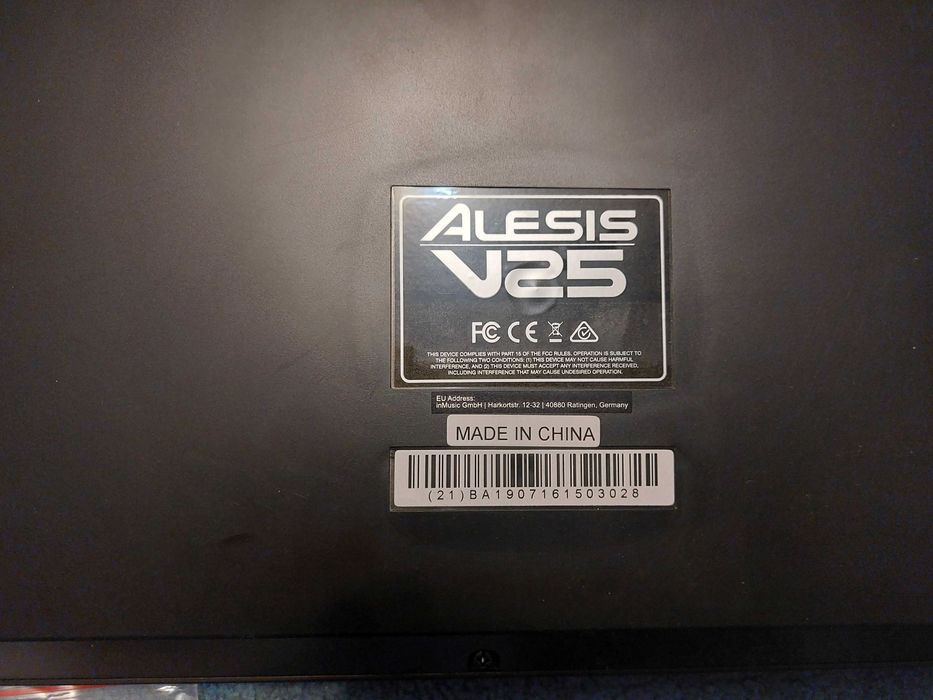 ALESIS
V25
FC CE
THIS DEVICE COMPLIES WITH PART 15 OF THE FCC RULES. OPERATION IS SUBJECT TO
THE FOLLOWING TWO CONDITIONS: (1) THIS DEVICE MAY NOT CAUSE HARMFUL
INTERFERENCE, AND (2) THIS DEVICE MUST ACCEPT ANY INTERFERENCE RECEIVED,
INCLUDING INTERFERENCE THAT MAY CAUSE UNDESIRED OPERATION.
EU Address:
inMusic GmbH | Harkortstr. 12-32 | 40880 Ratingen, Germany
MADE IN CHINA
(21)BA1907161503028